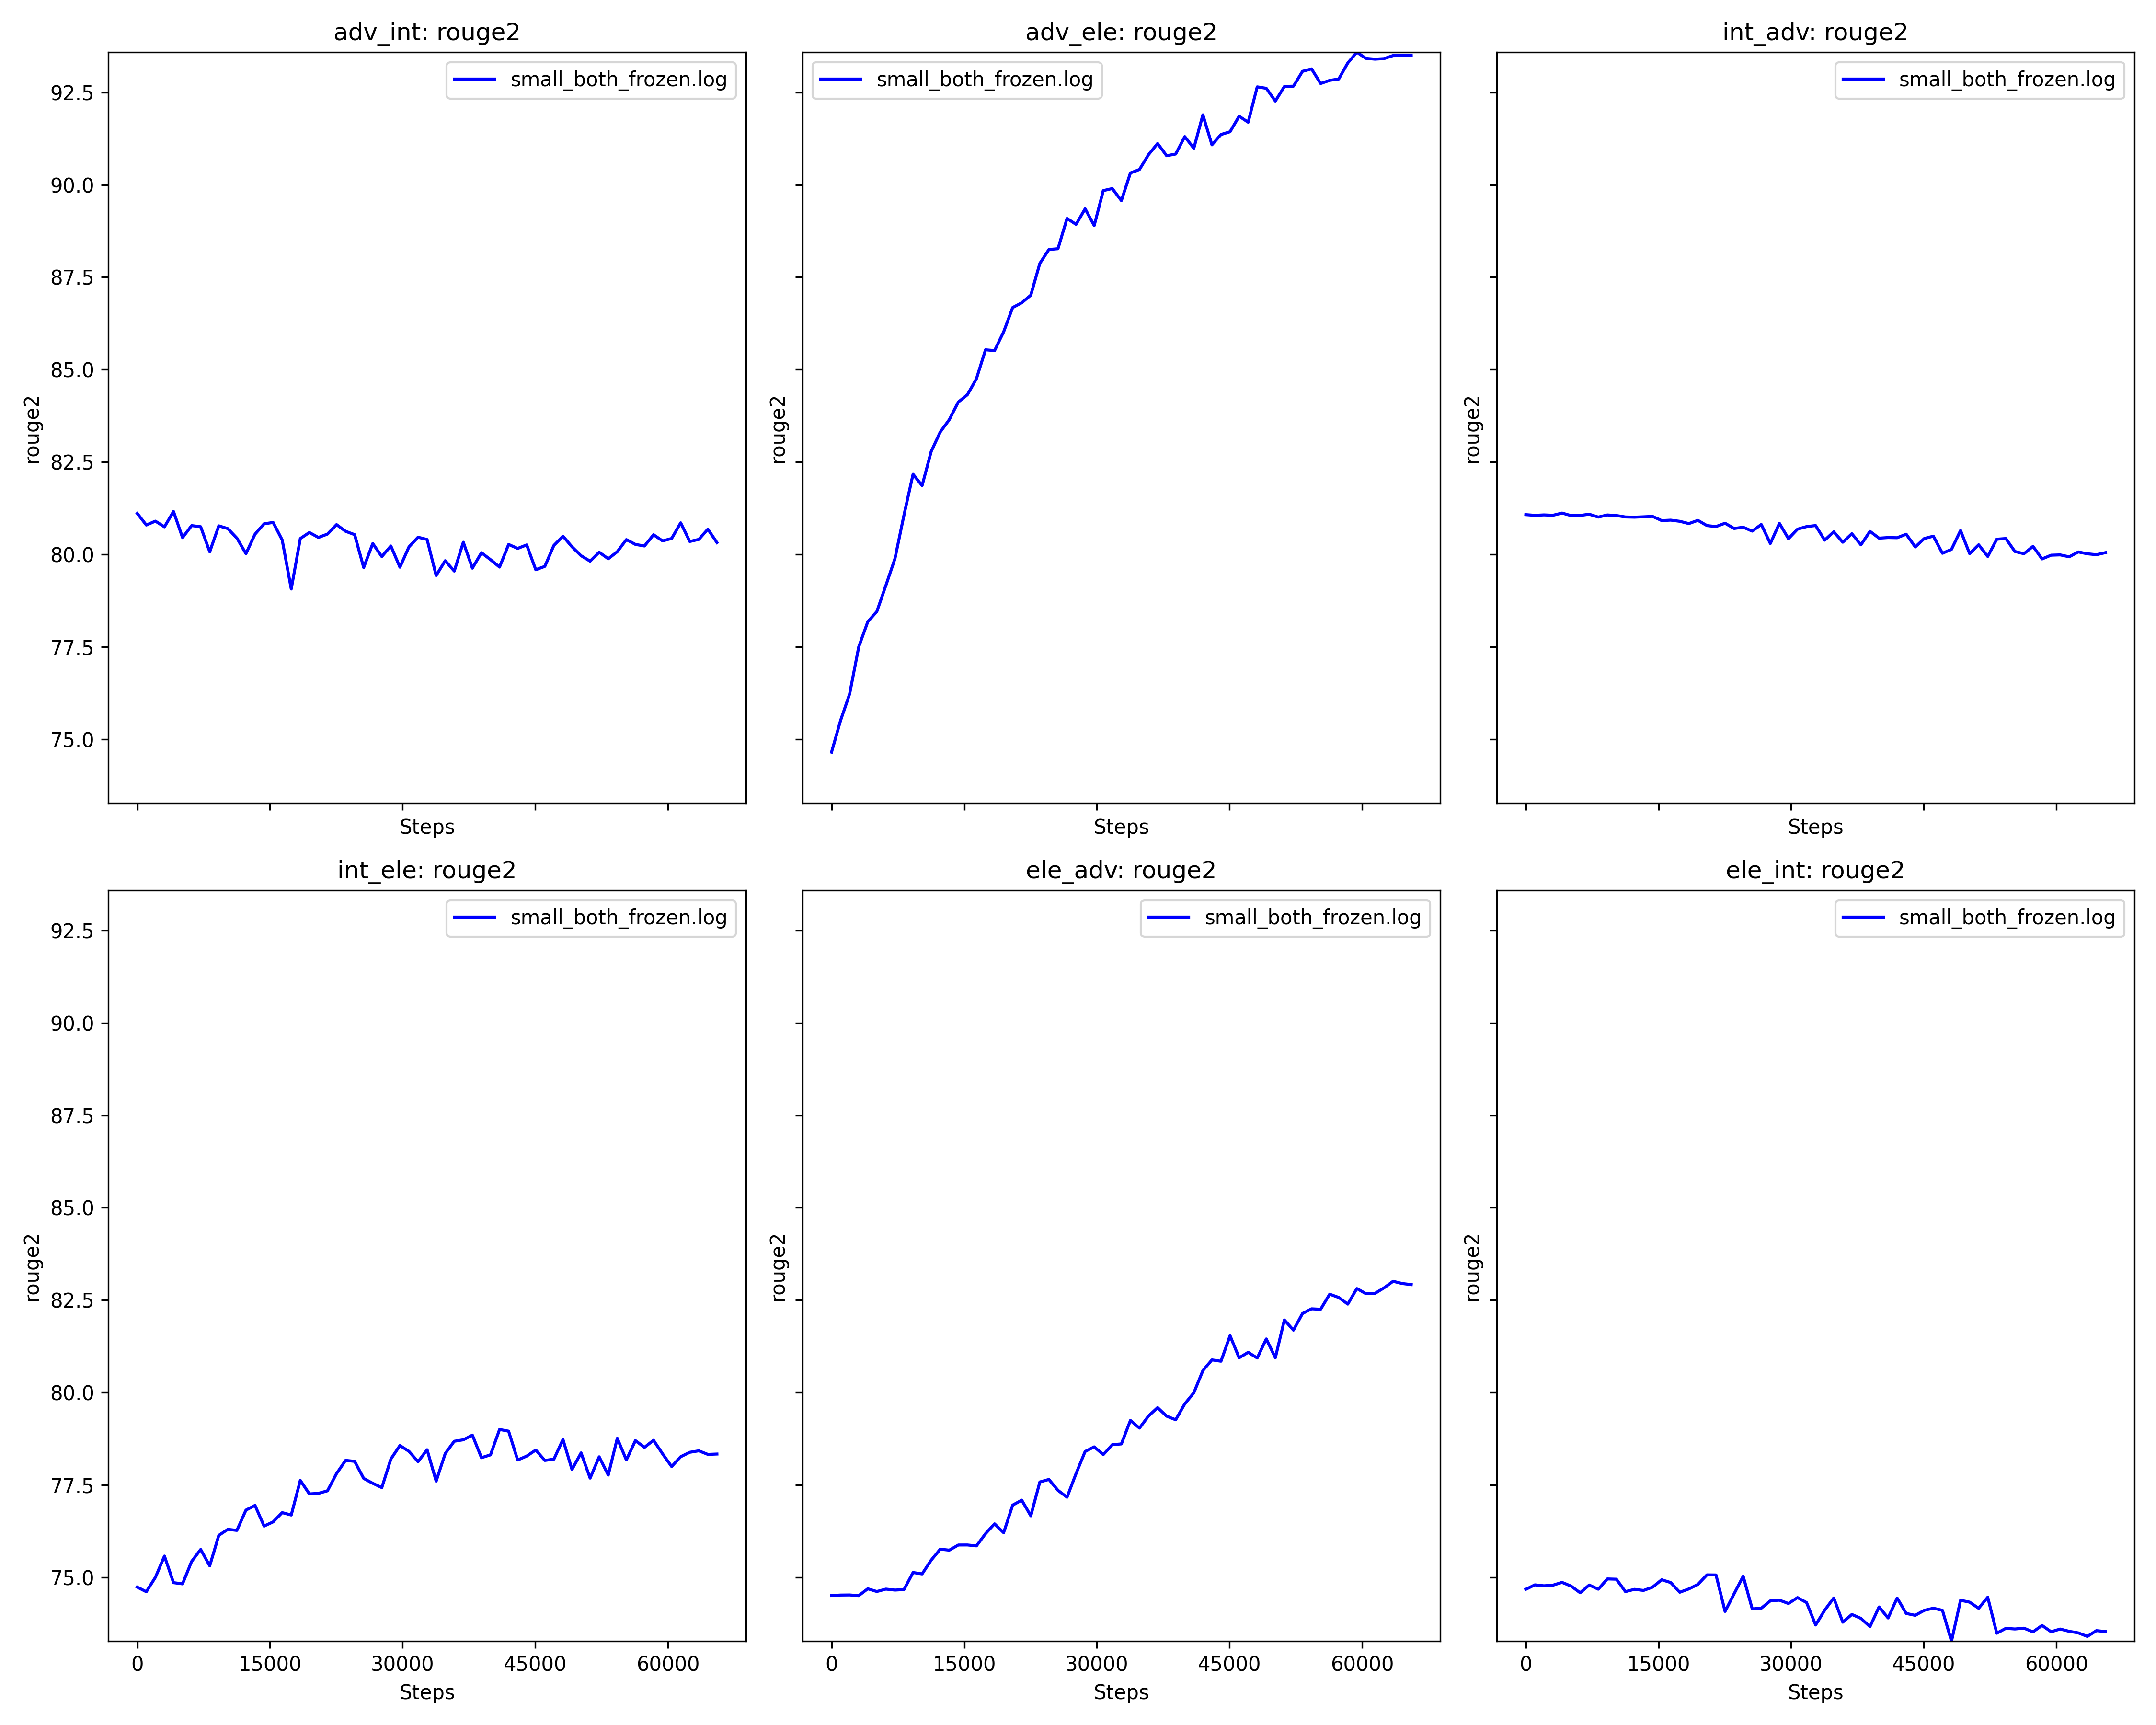 adv_int: rouge2
small_both_frozen.log
92.5
90.0
87.5
85.0
82.5
80.0
77.5
75.0
rouge2
Steps
adv_ele: rouge2
small_both_frozen.log
rouge2
Steps
int_adv: rouge2
small_both_frozen.log
rouge2
Steps
int_ele: rouge2
small_both_frozen.log
92.5
90.0
87.5
85.0
82.5
80.0
77.5
75.0
rouge2
0 15000 30000 45000 60000
Steps
ele_adv: rouge2
small_both_frozen.log
rouge2
0 15000 30000 45000 60000
Steps
ele_int: rouge2
small_both_frozen.log
rouge2
0 15000 30000 45000 60000
Steps